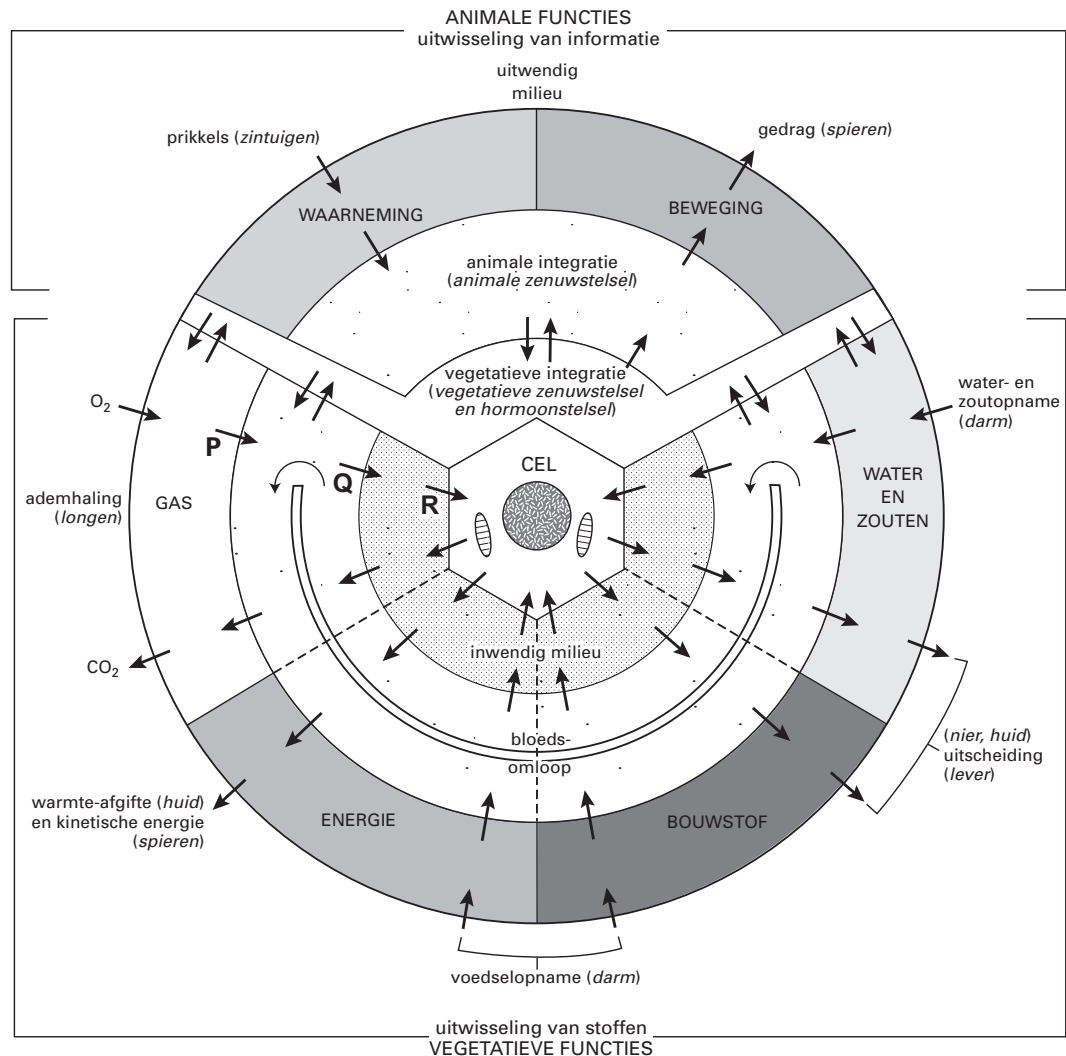 ANIMALE FUNCTIES
uitwisseling van informatie
uitwendig
milieu
prikkels (zintuigen)
gedrag (spieren)
WAARNEMING
BEWEGING
animale integratie
(animale zenuwstelsel)
vegetatieve integratie
(vegetatieve zenuwstelsel
en hormoonstelsel)
O₂
P
Q
R
CEL
ademhaling
(longen)
GAS
CO₂
water- en
zoutopname
(darm)
WATER
EN
ZOUTEN
inwendig milieu
bloeds-
omloop
(nier, huid)
uitscheiding
(lever)
warmte-afgifte (huid)
en kinetische energie
(spieren)
ENERGIE
BOUWSTOF
voedselopname (darm)
uitwisseling van stoffen
VEGETATIEVE FUNCTIES